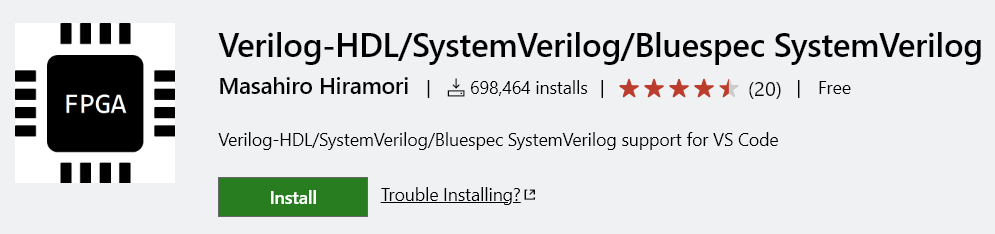 FPGA
Verilog-HDL/SystemVerilog/Bluespec SystemVerilog
Masahiro Hiramori | 698,464 installs | (20) | Free
Verilog-HDL/SystemVerilog/Bluespec SystemVerilog support for VS Code
Install Trouble Installing?